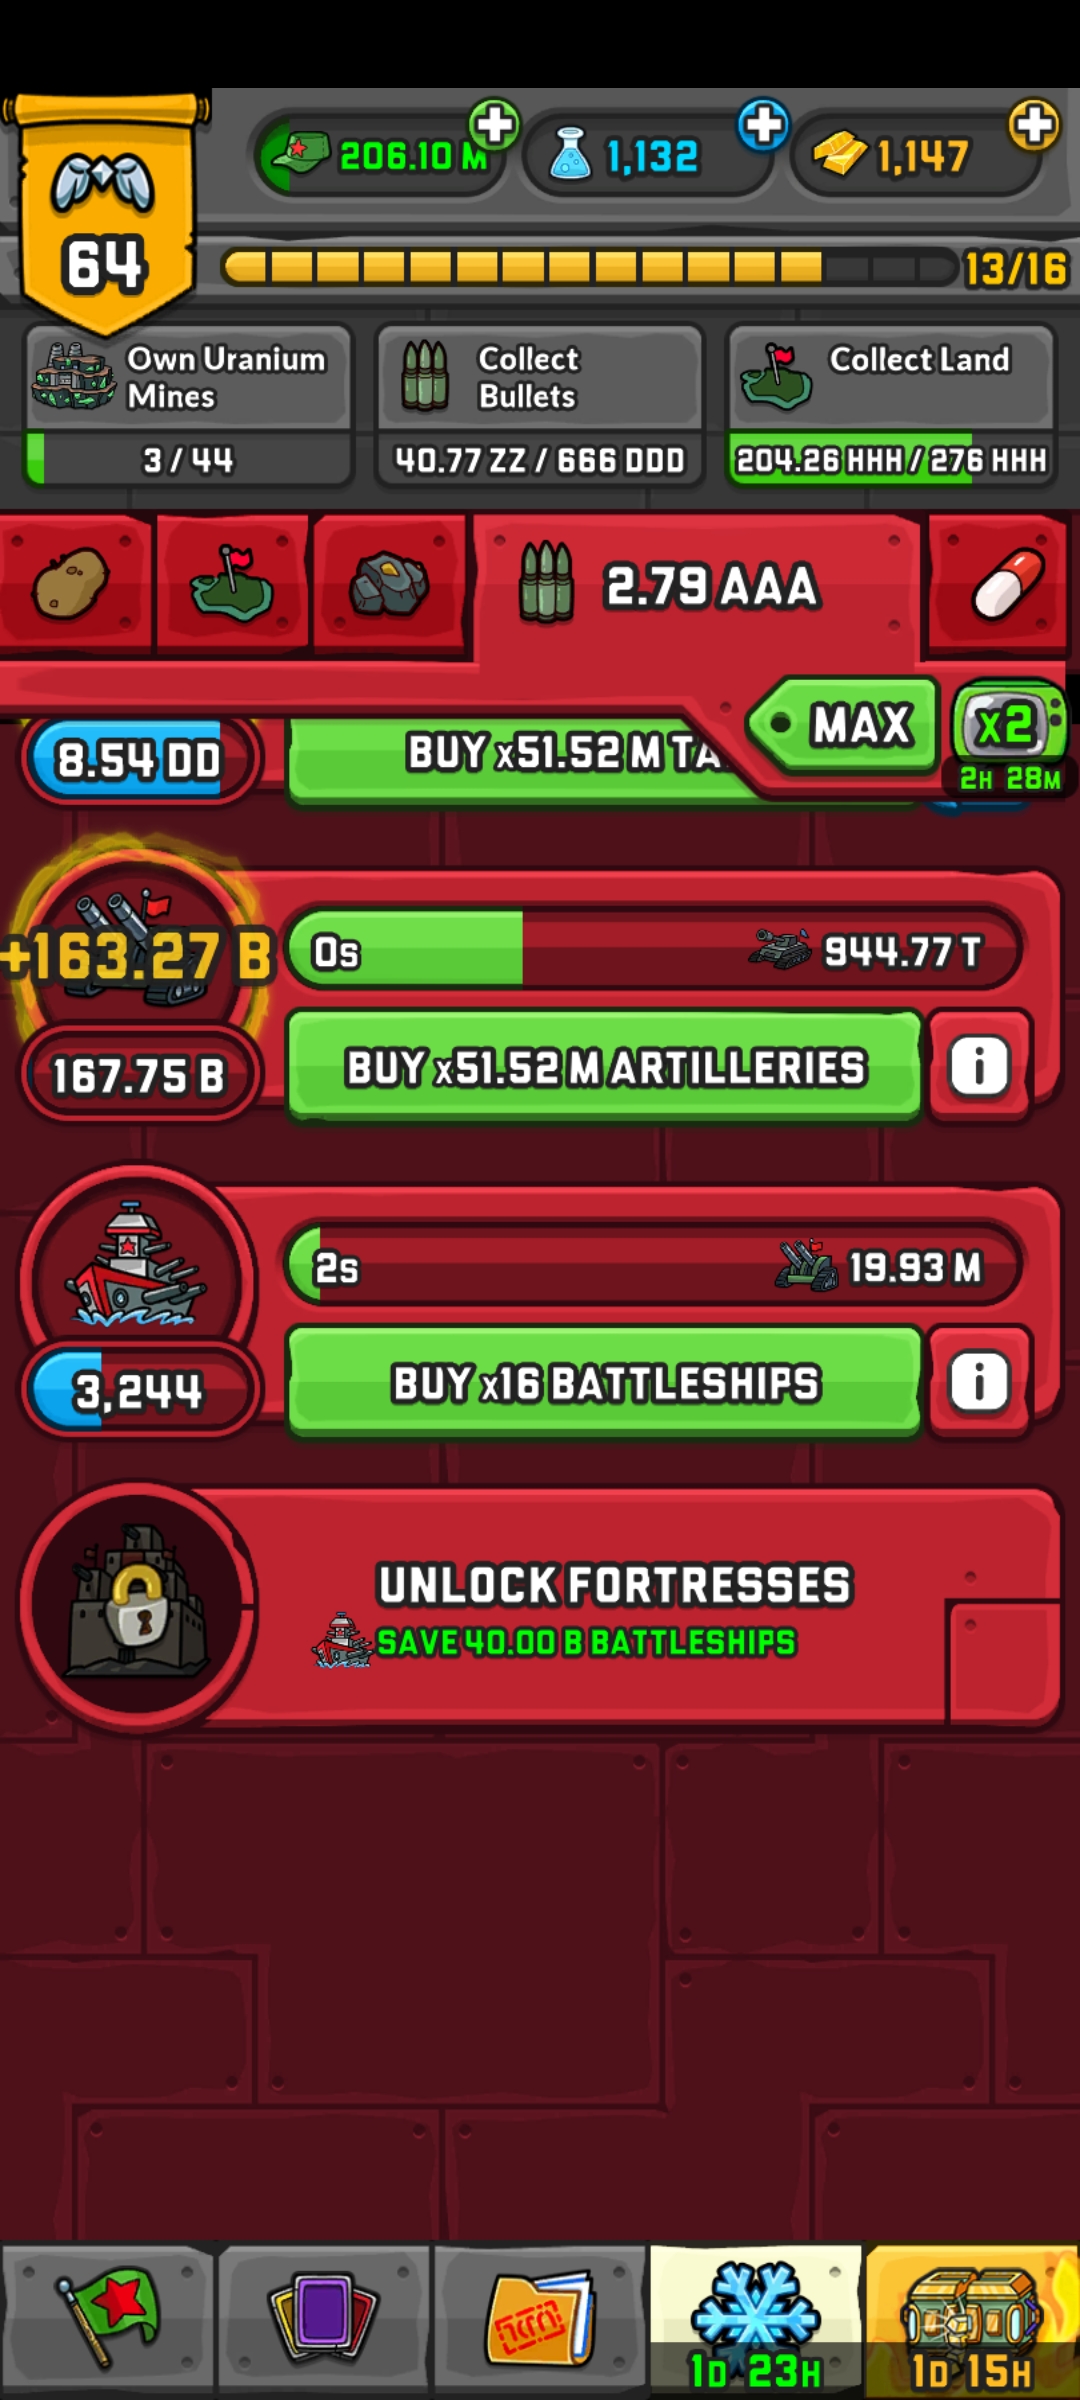 206.10 M
1,132
1,147
64
13/16
Own Uranium
Mines
3 / 44
Collect
Bullets
40.77 ZZ / 666 DDD
Collect Land
204.26 HHH / 276 HHH
2.79 AAA
MAX
x2
2H 28M
8.54 DD
BUY x51.52 M TA
+163.27 B
0s
944.77 T
167.75 B
BUY x51.52 M ARTILLERIES
i
2s
19.93 M
3,244
BUY x16 BATTLESHIPS
i
UNLOCK FORTRESSES
SAVE 40.00 B BATTLESHIPS
1D 23H
1D 15H